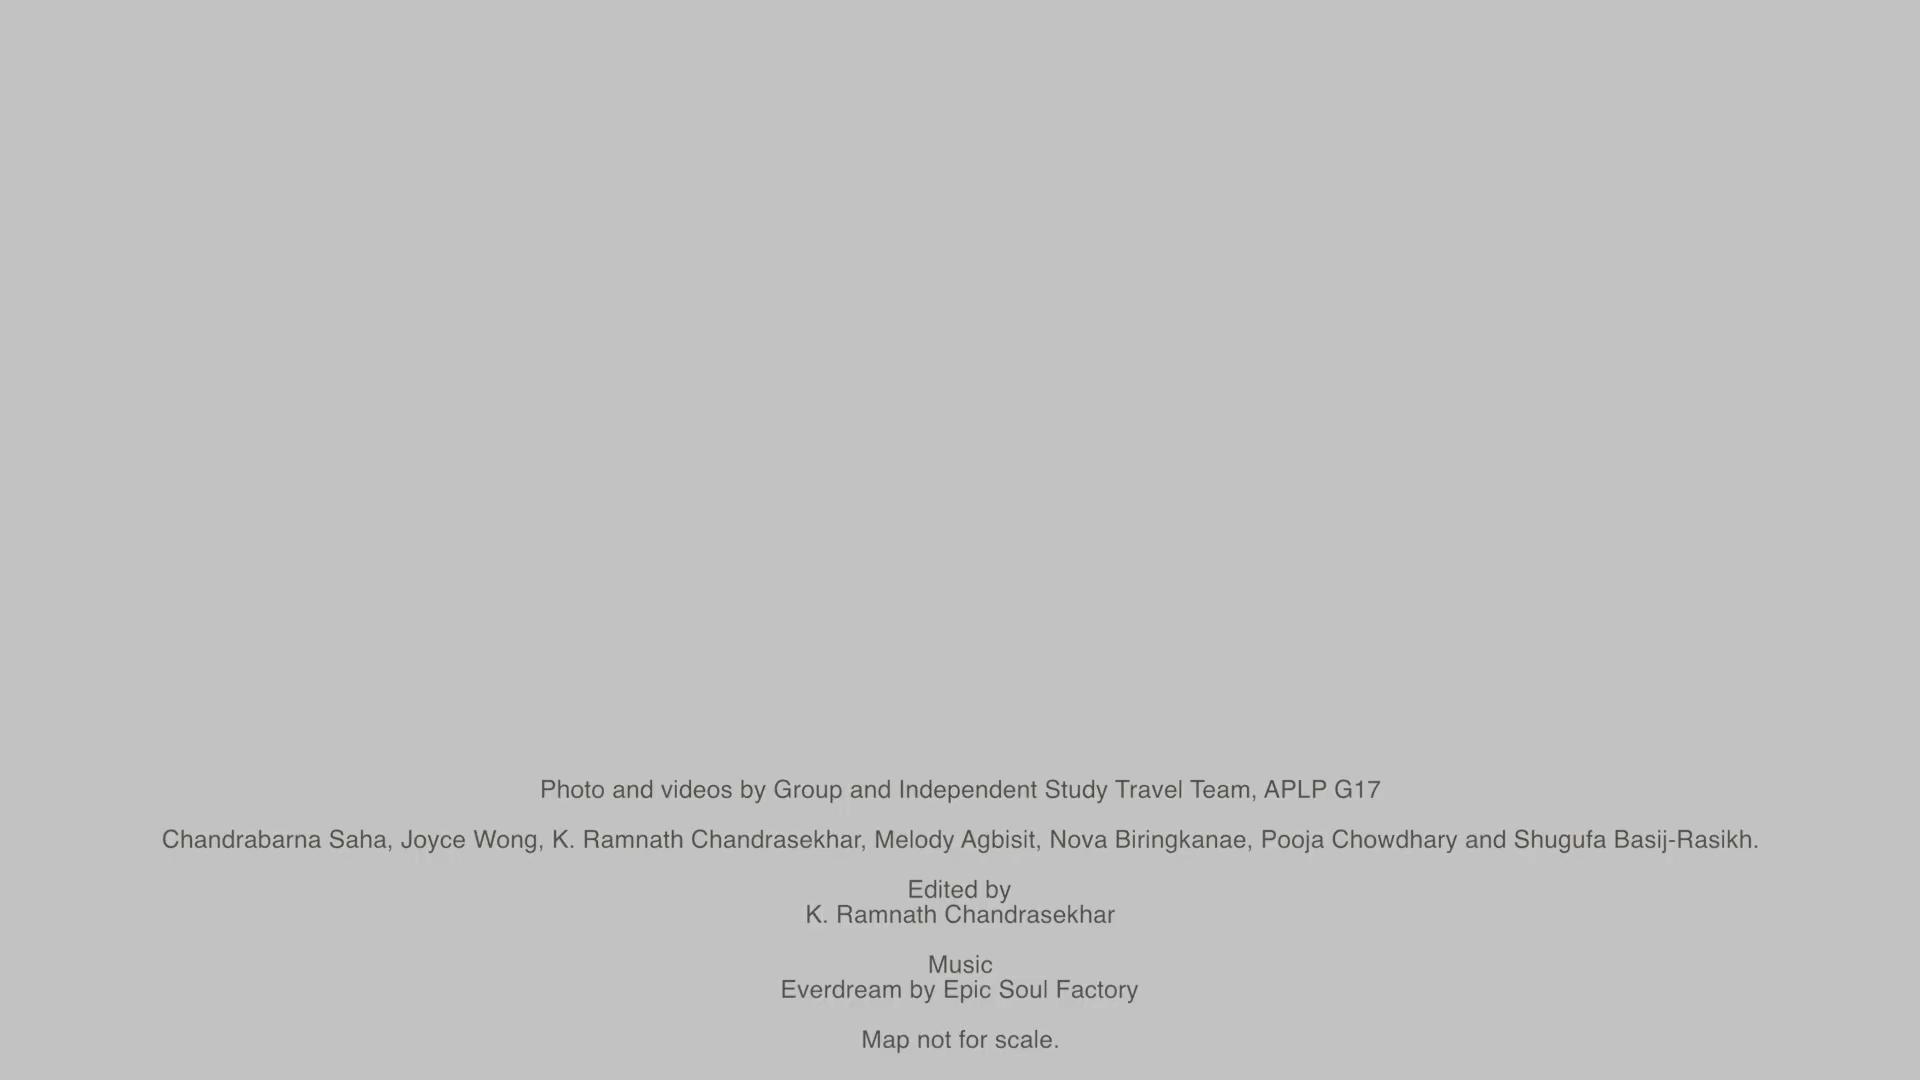 Photo and videos by Group and Independent Study Travel Team, APLP G17
Chandrabarna Saha, Joyce Wong, K. Ramnath Chandrasekhar, Melody Agbisit, Nova Biringkanae, Pooja Chowdhary and Shugufa Basij-Rasikh.
Edited by
K. Ramnath Chandrasekhar
Music
Everdream by Epic Soul Factory
Map not for scale.